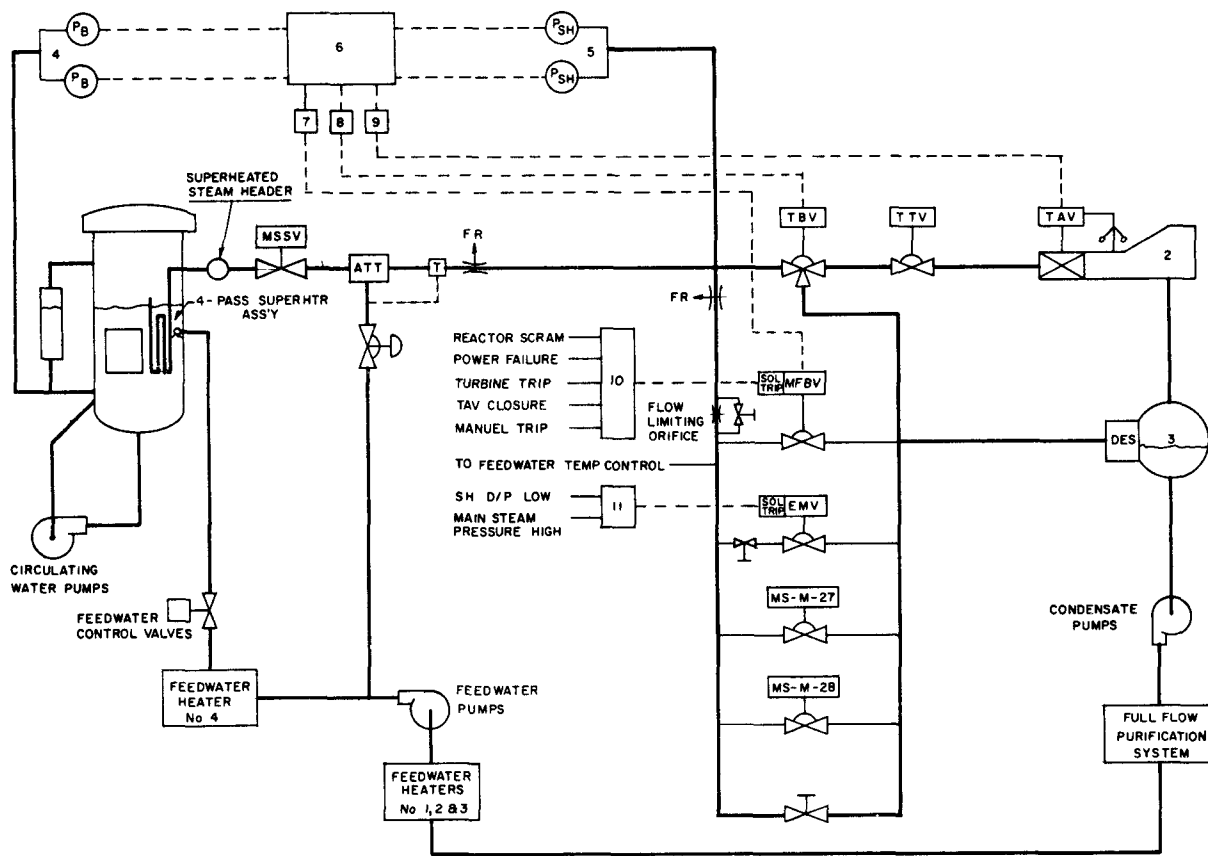 PB
4
PB
6
PSH
5
PSH
7
8
9
SUPERHEATED
STEAM HEADER
MSSV
FR
TBV
TTV
TAV
ATT
T
2
4-PASS SUPERHTR
ASS'Y
FR
REACTOR SCRAM
POWER FAILURE
TURBINE TRIP
TAV CLOSURE
MANUEL TRIP
10
SOL
TRIP
MFBV
FLOW
LIMITING
ORIFICE
DES
3
TO FEEDWATER TEMP CONTROL
SH D/P LOW
MAIN STEAM
PRESSURE HIGH
11
SOL
TRIP
EMV
CIRCULATING
WATER PUMPS
MS-M-27
CONDENSATE
PUMPS
FEEDWATER
CONTROL VALVES
FEEDWATER
HEATER
No 4
FEEDWATER
PUMPS
MS-M-28
FULL FLOW
PURIFICATION
SYSTEM
FEEDWATER
HEATERS
No 1, 2 & 3